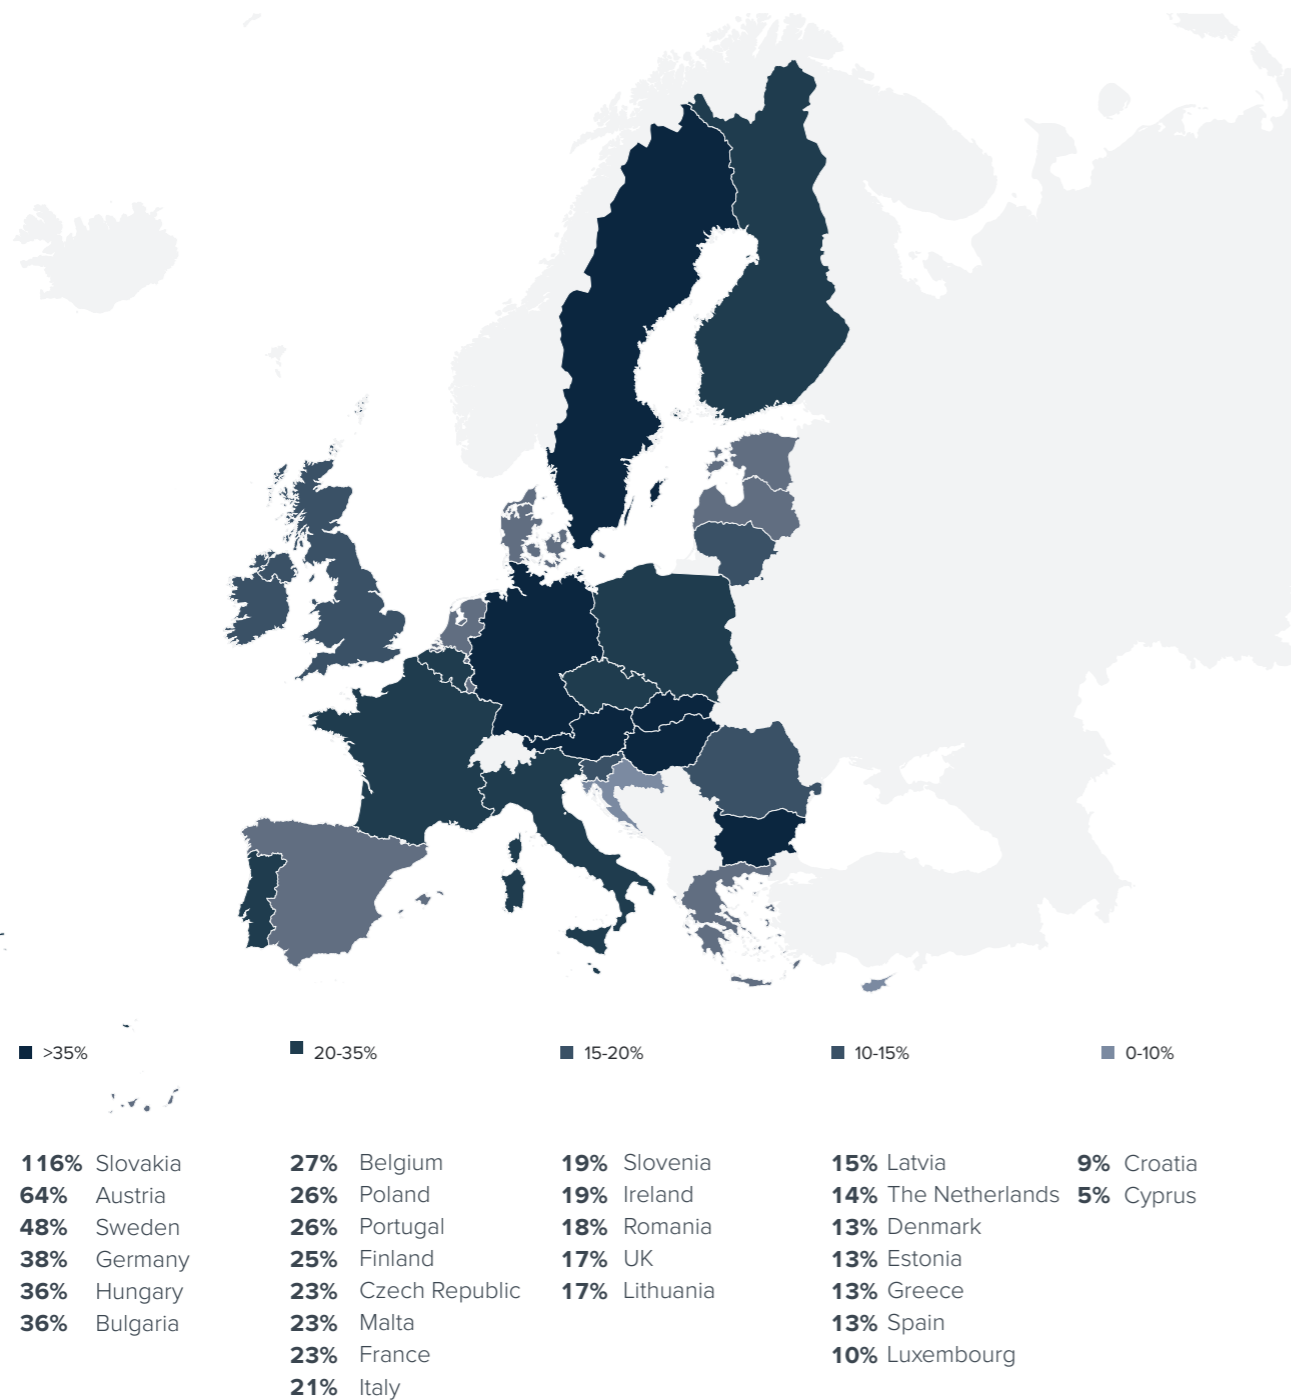 >35%
20-35%
15-20%
10-15%
0-10%
116% Slovakia
64% Austria
48% Sweden
38% Germany
36% Hungary
36% Bulgaria
27% Belgium
26% Poland
26% Portugal
25% Finland
23% Czech Republic
23% Malta
23% France
21% Italy
19% Slovenia
19% Ireland
18% Romania
17% UK
17% Lithuania
15% Latvia
14% The Netherlands
13% Denmark
13% Estonia
13% Greece
13% Spain
10% Luxembourg
9% Croatia
5% Cyprus